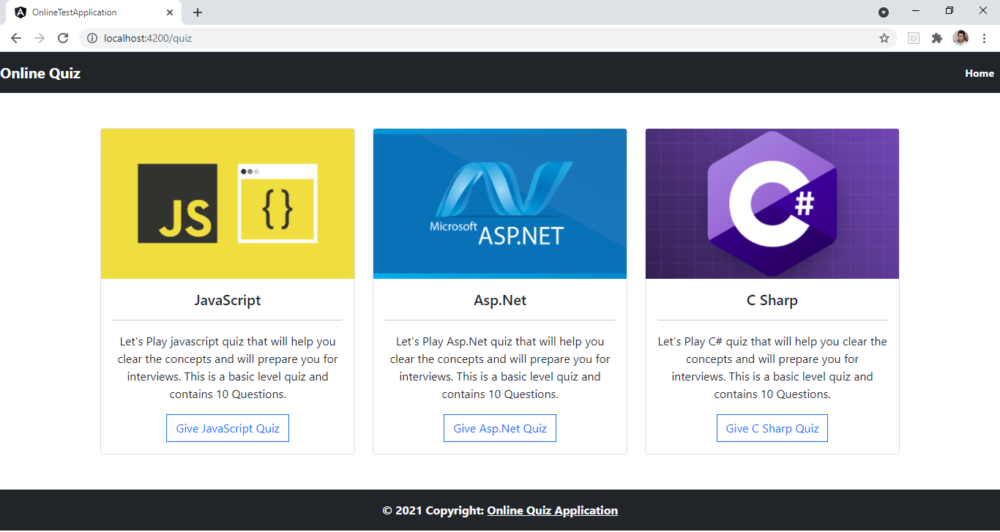 OnlineTestApplication
localhost:4200/quiz
Online Quiz
Home
JS
{}
Microsoft
ASP.NET
C#
JavaScript
Let's Play javascript quiz that will help you
clear the concepts and will prepare you for
interviews. This is a basic level quiz and
contains 10 Questions.
Give JavaScript Quiz
Asp.Net
Let's Play Asp.Net quiz that will help you
clear the concepts and will prepare you for
interviews. This is a basic level quiz and
contains 10 Questions.
Give Asp.Net Quiz
C Sharp
Let's Play C# quiz that will help you clear the
concepts and will prepare you for
interviews. This is a basic level quiz and
contains 10 Questions.
Give C Sharp Quiz
© 2021 Copyright: Online Quiz Application